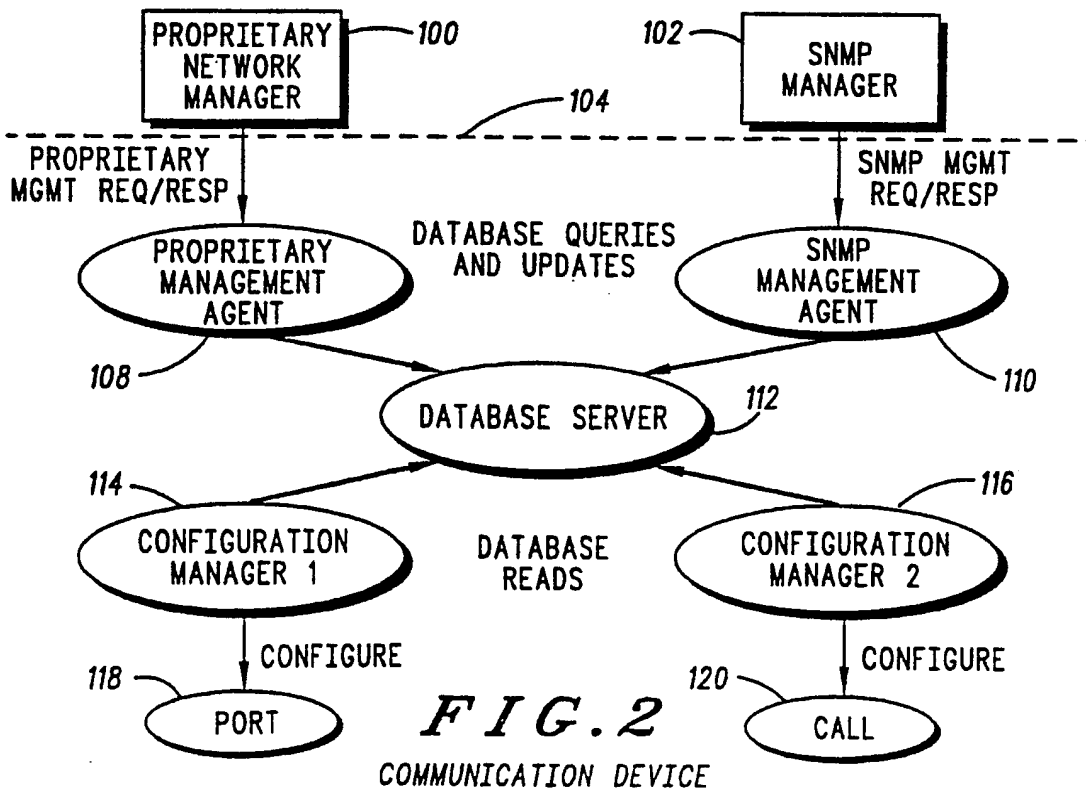 PROPRIETARY
NETWORK
MANAGER
100
102
SNMP
MANAGER
104
PROPRIETARY
MGMT REQ/RESP
SNMP MGMT
REQ/RESP
PROPRIETARY
MANAGEMENT
AGENT
DATABASE QUERIES
AND UPDATES
SNMP
MANAGEMENT
AGENT
108
110
DATABASE SERVER
112
114
116
CONFIGURATION
MANAGER 1
DATABASE
READS
CONFIGURATION
MANAGER 2
CONFIGURE
CONFIGURE
118
PORT
120
CALL
FIG.2
COMMUNICATION DEVICE